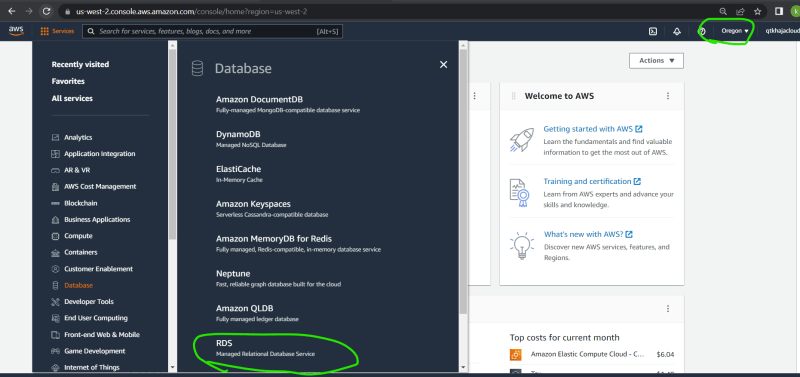 us-west-2.console.aws.amazon.com/console/home?region=us-west-2
k
aws
Services
Search for services, features, blogs, docs, and more
[Alt+S]
Oregon
qtkhajacloud
Recently visited
Favorites
All services
Analytics
Application Integration
AR & VR
AWS Cost Management
Blockchain
Business Applications
Compute
Containers
Customer Enablement
Database
Developer Tools
End User Computing
Front-end Web & Mobile
Game Development
Internet of Things
Database
Amazon DocumentDB
Fully-managed MongoDB-compatible database service
DynamoDB
Managed NoSQL Database
ElastiCache
In-Memory Cache
Amazon Keyspaces
Serverless Cassandra-compatible database
Amazon MemoryDB for Redis
Fully managed, Redis-compatible, in-memory database service
Neptune
Fast, reliable graph database built for the cloud
Amazon QLDB
Fully managed ledger database
RDS
Managed Relational Database Service
Actions
Welcome to AWS
Getting started with AWS
Learn the fundamentals and find valuable
information to get the most out of AWS.
Training and certification
Learn from AWS experts and advance your
skills and knowledge.
What's new with AWS?
Discover new AWS services, features, and
Regions.
Top costs for current month
Amazon Elastic Compute Cloud - C... $6.04